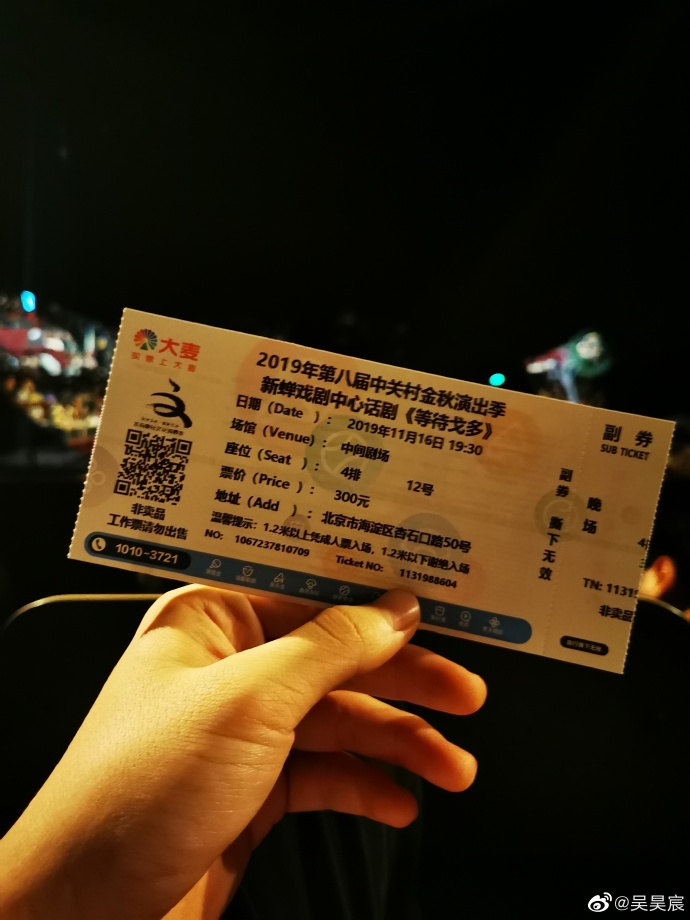 大麦
2019年第八届中关村金秋演出季
新蝉戏剧中心话剧《等待戈多》
日期（Date ）： 2019年11月16日 19:30
场馆（Venue）： 中间剧场
座位（Seat ）： 4排 12号
票价（Price ）： 300元
地址（Add ）： 北京市海淀区杏石口路50号
温馨提示：1.2米以上凭成人票入场，1.2米以下谢绝入场
NO: 1067237810709 Ticket NO: 1131988604
非卖品
工作票请勿出售
1010-3721
副券 撕下无效
副 券
SUB TICKET
晚场
TN: 1131
非卖品
@吴昊宸